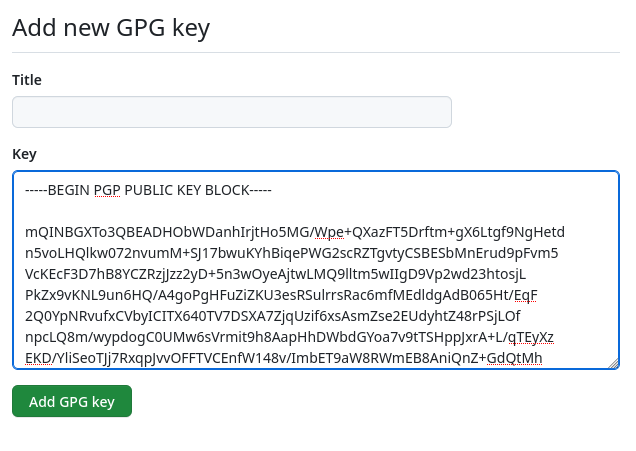 Add new GPG key
Title
Key
-----BEGIN PGP PUBLIC KEY BLOCK-----
mQINBGXTo3QBEADHObWDanhIrjtHo5MG/Wpe+QXazFT5Drftm+gX6Ltgf9NgHetd
n5voLHQlkw072nvumM+SJ17bwuKYhBiqePWG2scRZTgvtyCSBESbMnErud9pFvm5
VcKEcF3D7hB8YCZRzjJzz2yD+5n3wOyeAjtwLMQ9lltm5wIIgD9Vp2wd23htosjL
PkZx9vKNL9un6HQ/A4goPgHFuZiZKU3esRSulrrsRac6mfMEdldgAdB065Ht/EqF
2Q0YpNRvufxCVbyICITX640TV7DSXA7ZjqUzif6xsAsmZse2EUdyhtZ48rPSjLOf
npcLQ8m/wypdogC0UMw6sVrmit9h8AapHhDWbdGYoa7v9tTSHppJxrA+L/qTEyXz
EKD/YliSeoTJj7RxqpJvvOFFTVCEnfW148v/ImbET9aW8RWmEB8AniQnZ+GdQtMh
Add GPG key